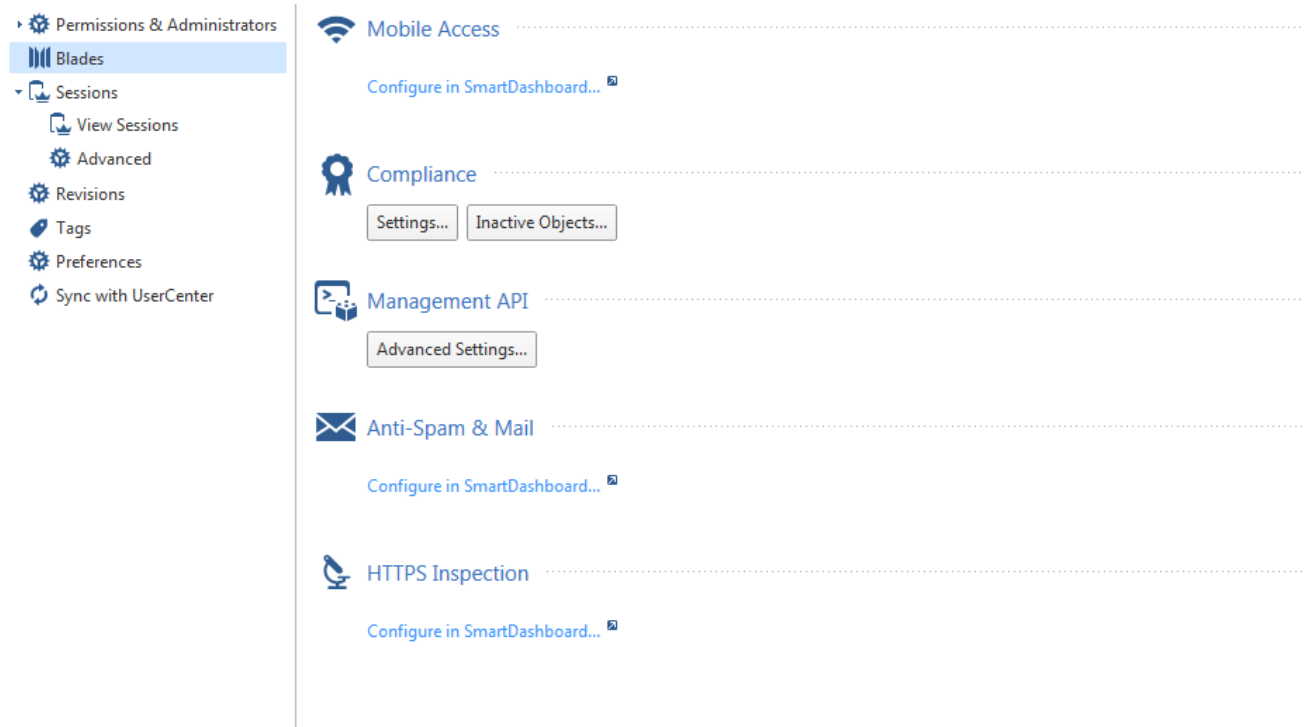 Permissions & Administrators
Blades
Sessions
View Sessions
Advanced
Revisions
Tags
Preferences
Sync with UserCenter
Mobile Access
Configure in SmartDashboard...
Compliance
Settings... Inactive Objects...
Management API
Advanced Settings...
Anti-Spam & Mail
Configure in SmartDashboard...
HTTPS Inspection
Configure in SmartDashboard...